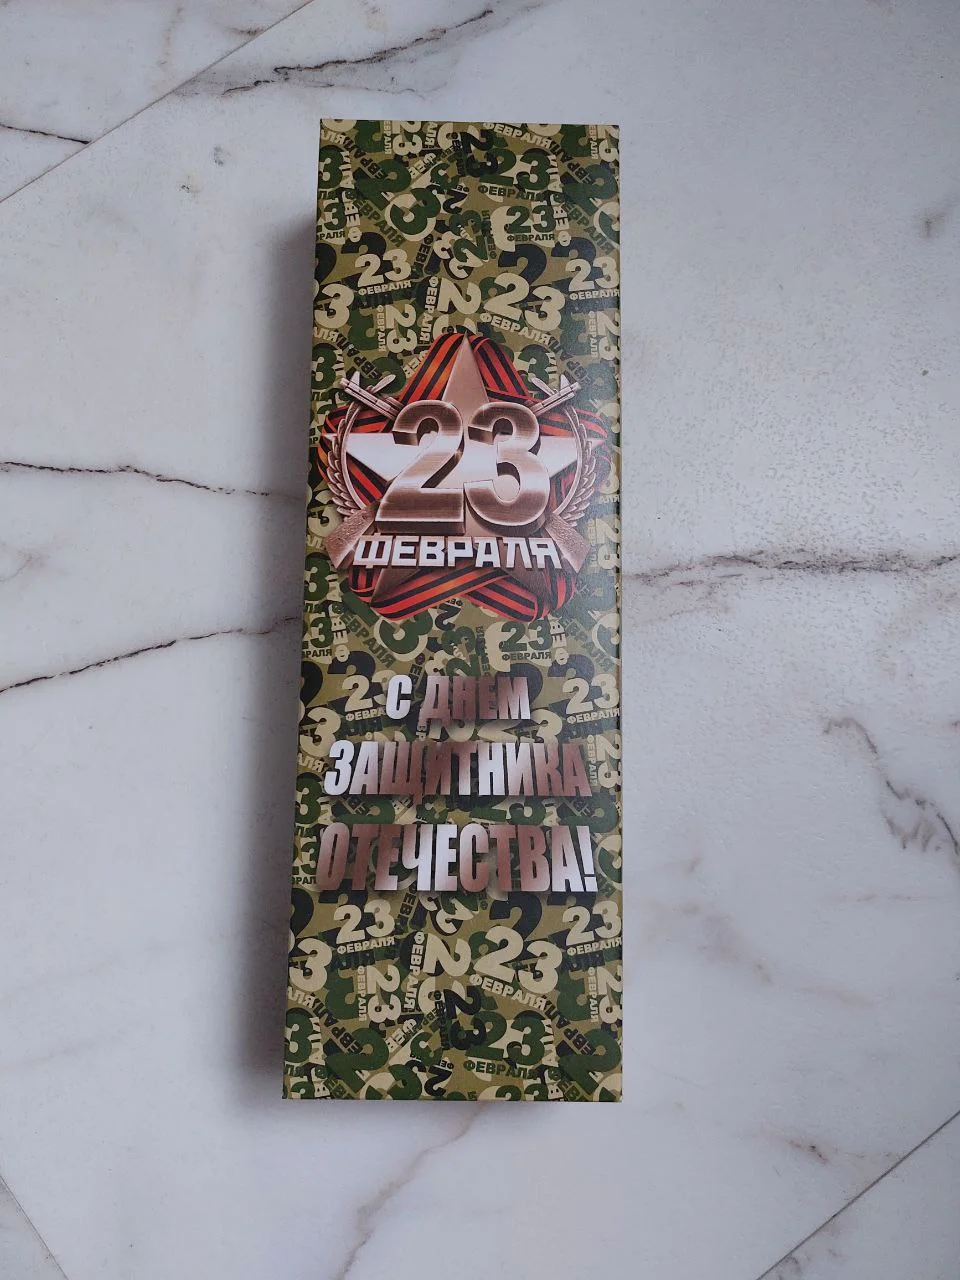 23
ФЕВРАЛЯ
С ДНЕМ
ЗАЩИТНИКА
ОТЕЧЕСТВА!